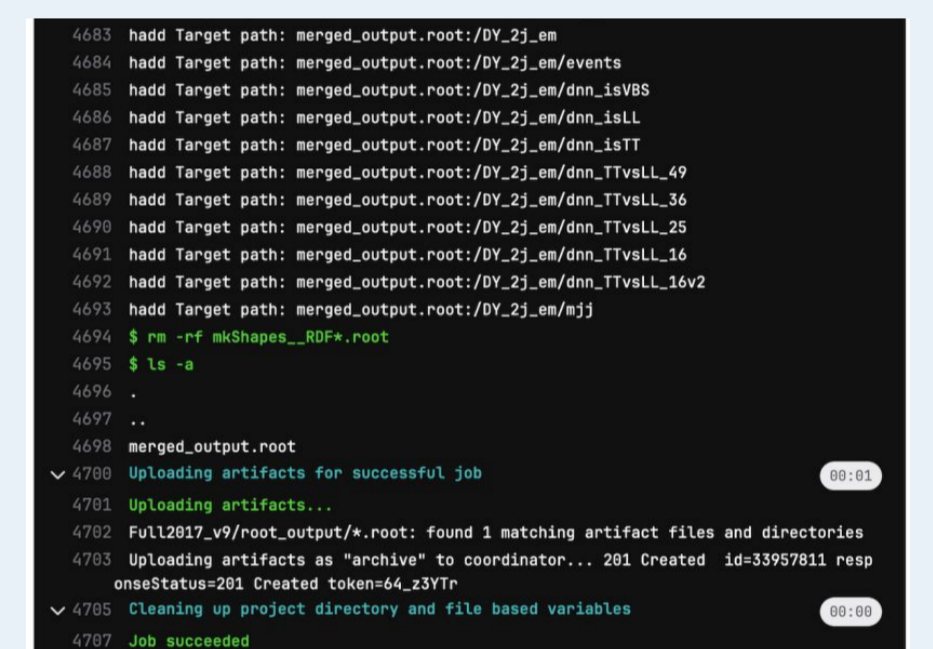 4683 hadd Target path: merged_output.root:/DY_2j_em
4684 hadd Target path: merged_output.root:/DY_2j_em/events
4685 hadd Target path: merged_output.root:/DY_2j_em/dnn_isVBS
4686 hadd Target path: merged_output.root:/DY_2j_em/dnn_isLL
4687 hadd Target path: merged_output.root:/DY_2j_em/dnn_isTT
4688 hadd Target path: merged_output.root:/DY_2j_em/dnn_TTvsLL_49
4689 hadd Target path: merged_output.root:/DY_2j_em/dnn_TTvsLL_36
4690 hadd Target path: merged_output.root:/DY_2j_em/dnn_TTvsLL_25
4691 hadd Target path: merged_output.root:/DY_2j_em/dnn_TTvsLL_16
4692 hadd Target path: merged_output.root:/DY_2j_em/dnn_TTvsLL_16v2
4693 hadd Target path: merged_output.root:/DY_2j_em/mjj
4694 $ rm -rf mkShapes__RDF*.root
4695 $ ls -a
4696 .
4697 ..
4698 merged_output.root
4700 Uploading artifacts for successful job 00:01
4701 Uploading artifacts...
4702 Full2017_v9/root_output/*.root: found 1 matching artifact files and directories
4703 Uploading artifacts as "archive" to coordinator... 201 Created  id=33957811 resp
onseStatus=201 Created token=64_z3YTr
4705 Cleaning up project directory and file based variables 00:00
4707 Job succeeded